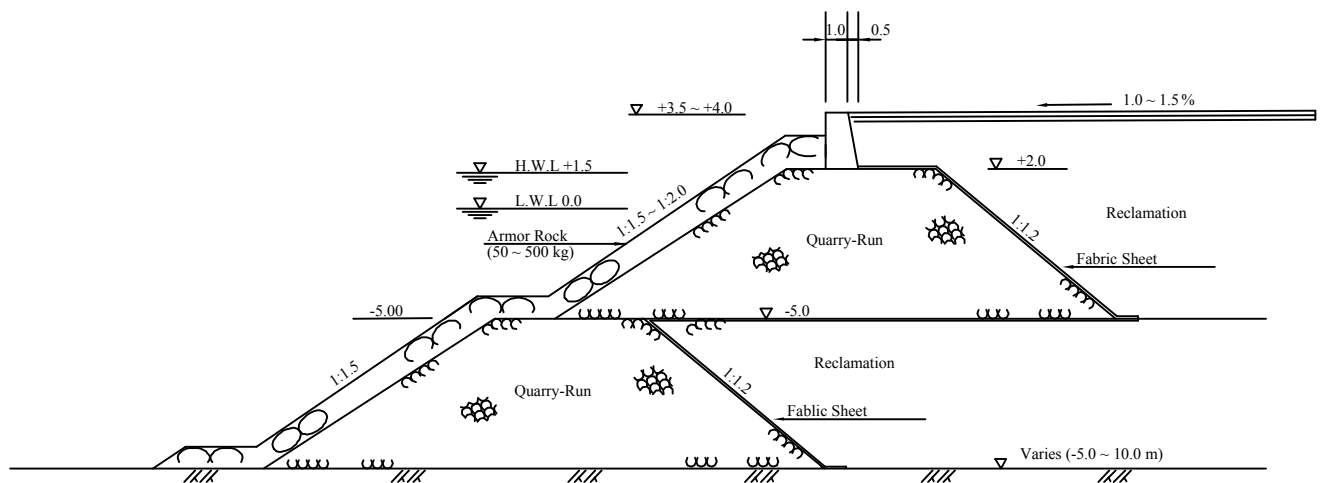 1.0 0.5
1.0 ~ 1.5%
+3.5 ~ +4.0
H.W.L +1.5
+2.0
L.W.L 0.0
1:1.5 ~ 1:2.0
Reclamation
1:1.2
Armor Rock
(50 ~ 500 kg)
Quarry-Run
Fabric Sheet
-5.00
-5.0
1:1.5
Reclamation
1:1.2
Quarry-Run
Fablic Sheet
Varies (-5.0 ~ 10.0 m)